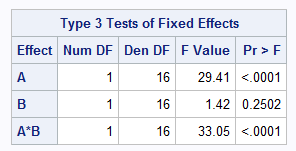 Type 3 Tests of Fixed Effects
Effect Num DF Den DF F Value Pr > F
A 1 16 29.41 <.0001
B 1 16 1.42 0.2502
A*B 1 16 33.05 <.0001